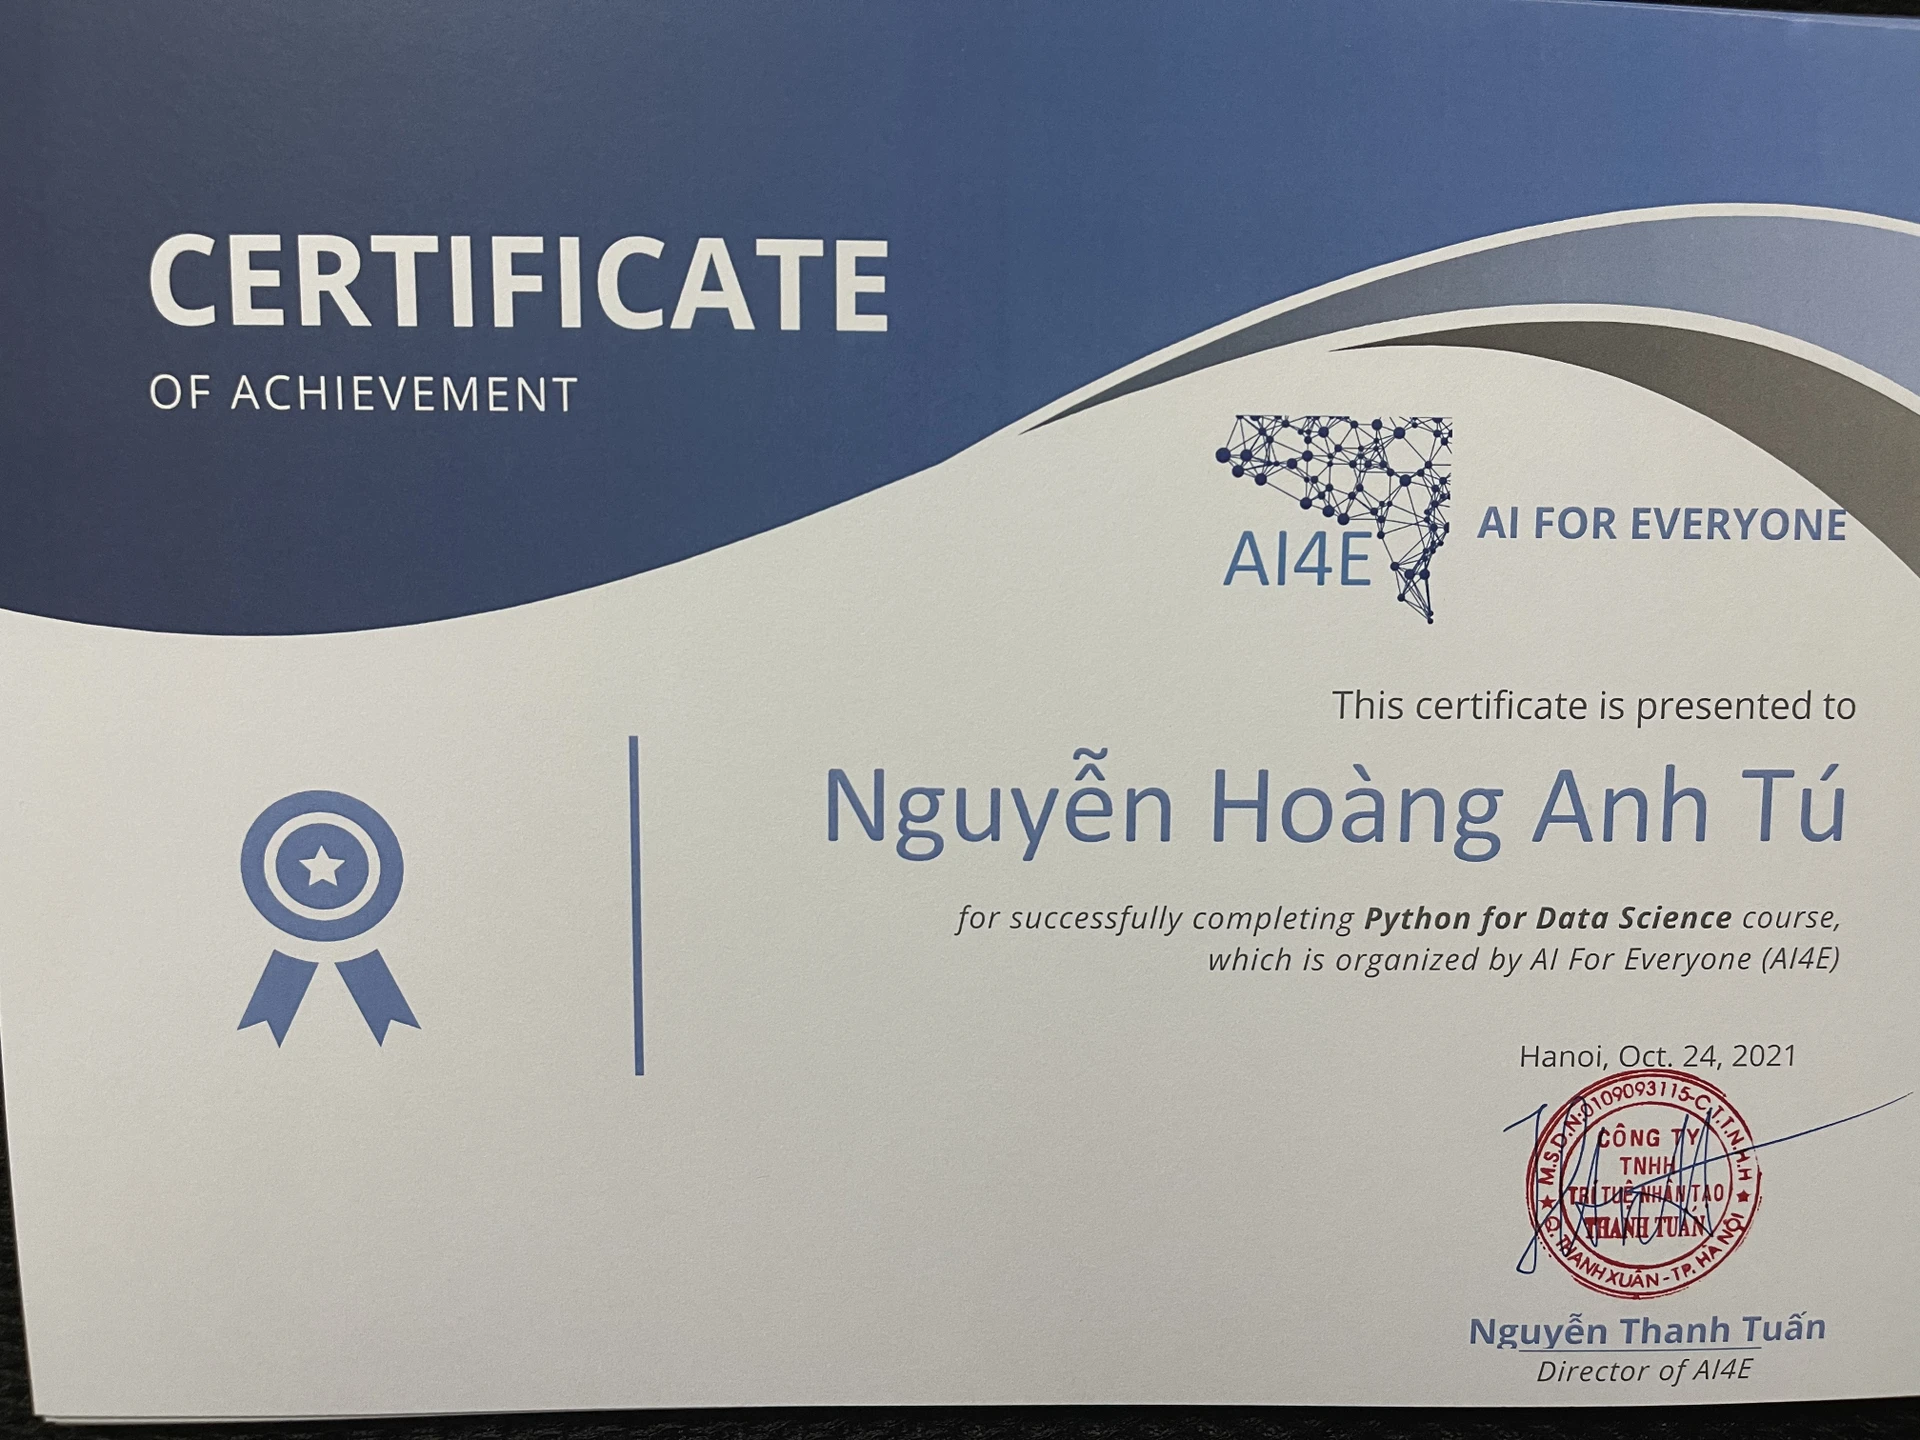 CERTIFICATE
OF ACHIEVEMENT
AI4E
AI FOR EVERYONE
This certificate is presented to
Nguyễn Hoàng Anh Tú
for successfully completing Python for Data Science course,
which is organized by AI For Everyone (AI4E)
Hanoi, Oct. 24, 2021
M.S.D.N:0109093115-C.T.T.N.H.H
CÔNG TY
TNHH
TRÍ TUỆ NHÂN TẠO
THANH TUẤN
Q. THANH XUÂN - TP. HÀ NỘI
Nguyễn Thanh Tuấn
Director of AI4E